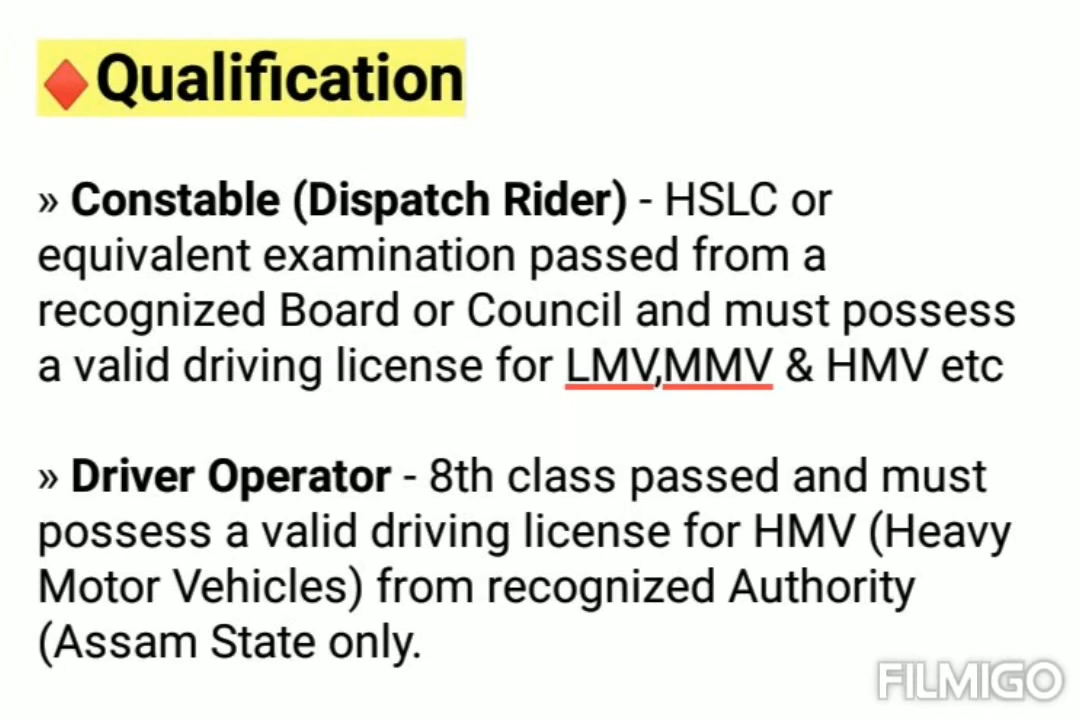 ♦Qualification
» Constable (Dispatch Rider) - HSLC or
equivalent examination passed from a
recognized Board or Council and must possess
a valid driving license for LMV,MMV & HMV etc
» Driver Operator - 8th class passed and must
possess a valid driving license for HMV (Heavy
Motor Vehicles) from recognized Authority
(Assam State only.
FILMIGO